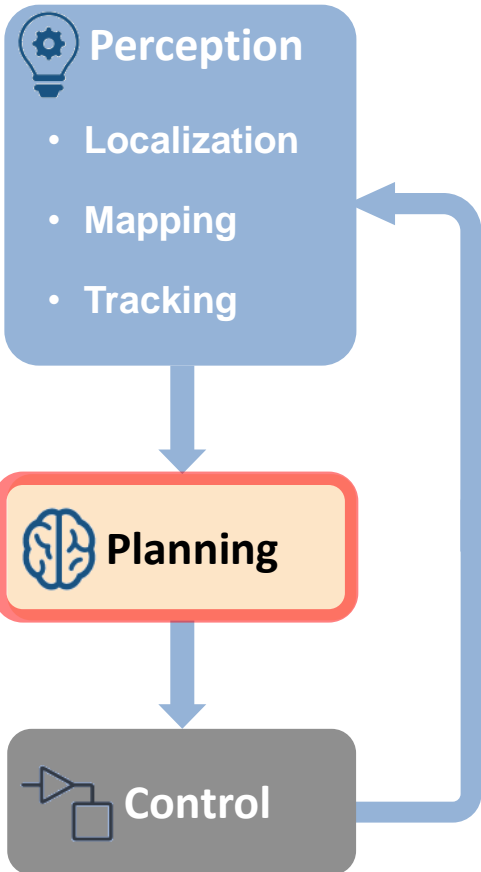 Perception
• Localization
• Mapping
• Tracking
Planning
Control